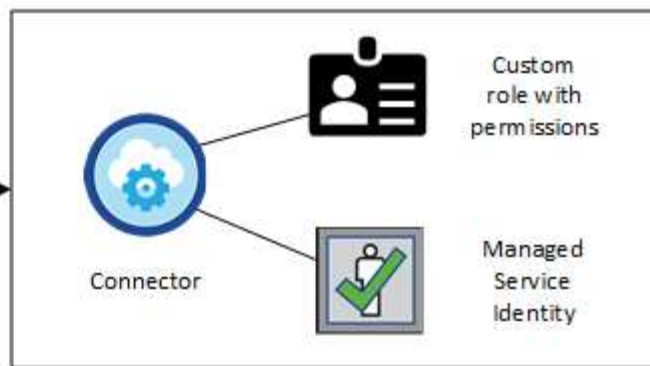 Custom
role with
permissions
Connector
Managed
Service
Identity